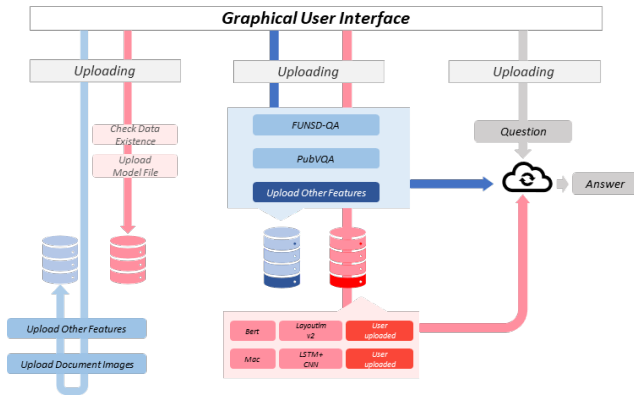 Graphical User Interface
Uploading
Uploading
Uploading
Check Data
Existence
Upload
Model File
FUNSD-QA
PubVQA
Upload Other Features
Question
Answer
Upload Other Features
Upload Document Images
Bert
Layoutlm
v2
User
uploaded
Mac
LSTM+
CNN
User
uploaded